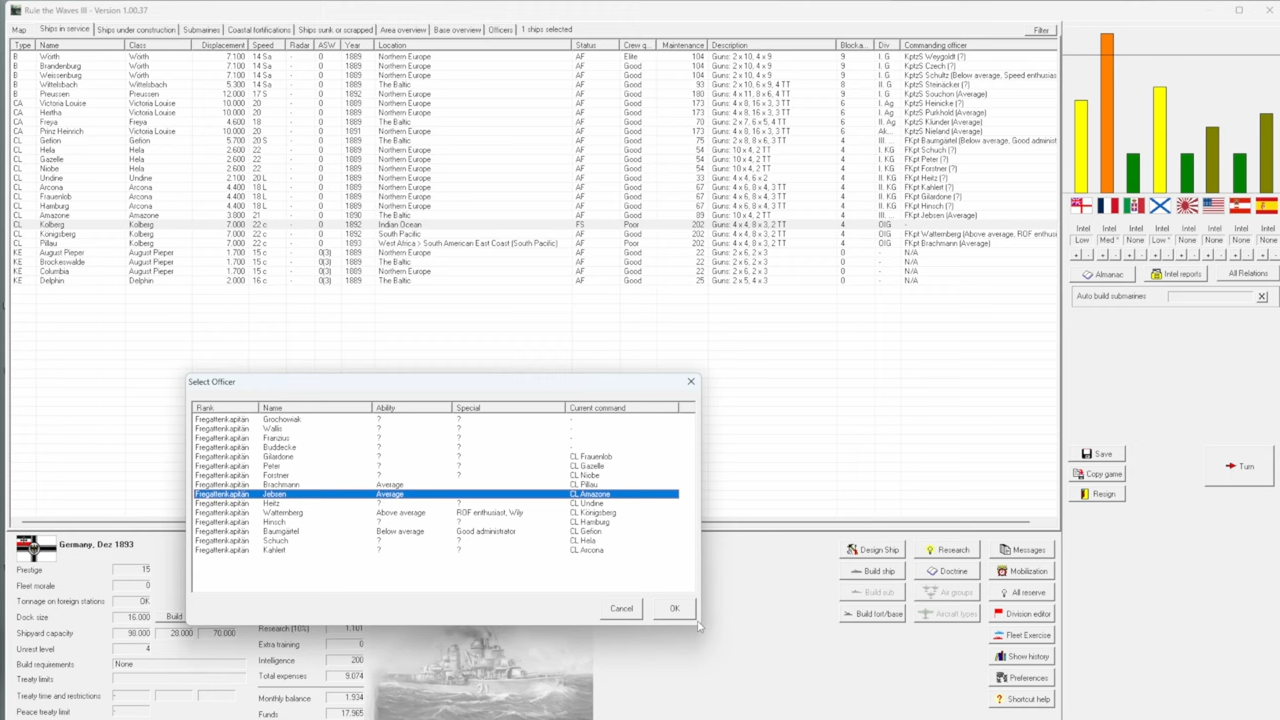 Rule the Waves III - Version 1.00.37
Map Ships in service Ships under construction Submarines Coastal fortifications Ships sunk or scrapped Area overview Base overview Officers 1 ships selected Filter
Type Name Class Displacement Speed Radar ASW Year Location Status Crew q Maintenance Description Blocka... Div Commanding officer
B Wörth Wörth 7.100 14 Sa - 0 1889 Northern Europe AF Elite 104 Guns: 2 x 10, 4 x 9 9 I. G KptzS Weygoldt (?)
B Brandenburg Wörth 7.100 14 Sa - 0 1889 Northern Europe AF Good 104 Guns: 2 x 10, 4 x 9 9 I. G KptzS Czech (?)
B Weissenburg Wörth 7.100 14 Sa - 0 1889 Northern Europe AF Good 104 Guns: 2 x 10, 4 x 9 9 I. G KptzS Schultz (Below average, Speed enthusias
B Wittelsbach Wittelsbach 5.300 14 Sa - 0 1889 The Baltic AF Good 93 Guns: 2 x 10, 6 x 9, 4 TT 8 II. G KptzS Steinäcker (?)
B Preussen Preussen 12.000 17 S - 0 1892 Northern Europe AF Good 180 Guns: 4 x 11, 8 x 6, 4 TT 9 I. G KptzS Souchon (Average)
CA Victoria Louise Victoria Louise 10.000 20 - 0 1889 Northern Europe AF Good 173 Guns: 4 x 8, 16 x 3, 3 TT 6 I. Ag KptzS Heinicke (?)
CA Hertha Victoria Louise 10.000 20 - 0 1889 Northern Europe AF Good 173 Guns: 4 x 8, 16 x 3, 3 TT 6 I. Ag KptzS Purkhold (Average)
CA Freya Freya 4.600 18 - 0 1889 The Baltic AF Good 70 Guns: 2 x 7, 6 x 5, 4 TT 5 II. Ag KptzS Klunder (Average)
CA Prinz Heinrich Victoria Louise 10.000 20 - 0 1891 Northern Europe AF Good 173 Guns: 4 x 8, 16 x 3, 3 TT 6 Ak... KptzS Nieland (Average)
CL Gefion Gefion 5.700 20 S - 0 1889 The Baltic AF Good 75 Guns: 2 x 8, 8 x 6, 3 TT 4 III. ... FKpt Baumgärtel (Below average, Good administ
CL Hela Hela 2.600 22 - 0 1889 Northern Europe AF Good 54 Guns: 10 x 4, 2 TT 4 I. KG FKpt Schuch (?)
CL Gazelle Hela 2.600 22 - 0 1889 Northern Europe AF Good 54 Guns: 10 x 4, 2 TT 4 I. KG FKpt Peter (?)
CL Niobe Hela 2.600 22 - 0 1889 Northern Europe AF Good 54 Guns: 10 x 4, 2 TT 4 I. KG FKpt Forstner (?)
CL Undine Undine 2.100 20 L - 0 1889 Northern Europe AF Good 33 Guns: 4 x 4, 6 x 2 4 I. KG FKpt Heitz (?)
CL Arcona Arcona 4.400 18 L - 0 1889 Northern Europe AF Good 67 Guns: 4 x 6, 8 x 4, 3 TT 4 II. KG FKpt Kahlert (?)
CL Frauenlob Arcona 4.400 18 L - 0 1889 Northern Europe AF Good 67 Guns: 4 x 6, 8 x 4, 3 TT 4 II. KG FKpt Gilardone (?)
CL Hamburg Arcona 4.400 18 L - 0 1889 Northern Europe AF Good 67 Guns: 4 x 6, 8 x 4, 3 TT 4 II. KG FKpt Hinsch (?)
CL Amazone Amazone 3.800 21 - 0 1890 The Baltic AF Good 89 Guns: 10 x 4, 2 TT 4 III. ... FKpt Jebsen (Average)
CL Kolberg Kolberg 7.000 22 c - 0 1892 Indian Ocean FS Poor 202 Guns: 4 x 4, 8 x 3, 4 TT 4 OIG -
CL Königsberg Kolberg 7.000 22 c - 0 1892 South Pacific AF Poor 202 Guns: 4 x 4, 8 x 3, 4 TT 4 OIG FKpt Wattemberg (Above average, ROF enthusi
CL Pillau Kolberg 7.000 22 c - 0 1893 West Africa > South American East Coast (South Pacific) AF Poor 202 Guns: 4 x 4, 8 x 3, 4 TT 4 OIG FKpt Brachmann (Average)
KE August Pieper August Pieper 1.700 15 c 0(3) 1889 Northern Europe AF Good 22 Guns: 2 x 6, 2 x 3 0 - N/A
KE Brockeswalde August Pieper 1.700 15 c 0(3) 1889 Northern Europe AF Good 22 Guns: 2 x 6, 2 x 3 0 - N/A
KE Columbia August Pieper 1.700 15 c 0(3) 1889 The Baltic AF Good 22 Guns: 2 x 6, 2 x 3 0 - N/A
KE Delphin Delphin 2.000 16 c 0(3) 1889 The Baltic AF Good 25 Guns: 5 x 4, 4 x 3 0 - N/A
Intel Intel Intel Intel Intel Intel Intel Intel
Low Med * None Low * None None None None
Almanac Intel reports All Relations
Auto build submarines X
Save
Copy game
Resign
Turn
Select Officer
Rank Name Ability Special Current command
Fregattenkapitän Grochowiak ? ? -
Fregattenkapitän Wallis ? ? -
Fregattenkapitän Franzius ? ? -
Fregattenkapitän Buddecke ? ? -
Fregattenkapitän Gilardone ? ? CL Frauenlob
Fregattenkapitän Peter ? ? CL Gazelle
Fregattenkapitän Forstner ? ? CL Niobe
Fregattenkapitän Brachmann Average CL Pillau
Fregattenkapitän Jebsen Average CL Amazone
Fregattenkapitän Heitz ? ? CL Undine
Fregattenkapitän Wattemberg Above average ROF enthusiast, Wily CL Königsberg
Fregattenkapitän Hinsch ? ? CL Hamburg
Fregattenkapitän Baumgärtel Below average Good administrator CL Gefion
Fregattenkapitän Schuch ? ? CL Hela
Fregattenkapitän Kahlert ? ? CL Arcona
Cancel OK
Germany, Dez 1893
Prestige 15
Fleet morale 0
Tonnage on foreign stations OK
Dock size 16.000 Build
Shipyard capacity 98.000 28.000 70.000
Unrest level 4
Build requirements None
Treaty limits
Treaty time and restrictions - -
Peace treaty limit -
Research (10%) 1.101
Extra training 0
Intelligence 200
Total expenses 9.074
Monthly balance 1.934
Funds 17.965
Design Ship Research Messages
Build ship Doctrine Mobilization
Build sub Air groups All reserve
Build fort/base Aircraft types Division editor
Fleet Exercise
Show history
Preferences
Shortcut help